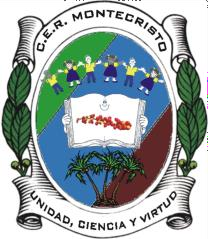 C.E.R. MONTECRISTO
UNIDAD, CIENCIA Y VIRTUD